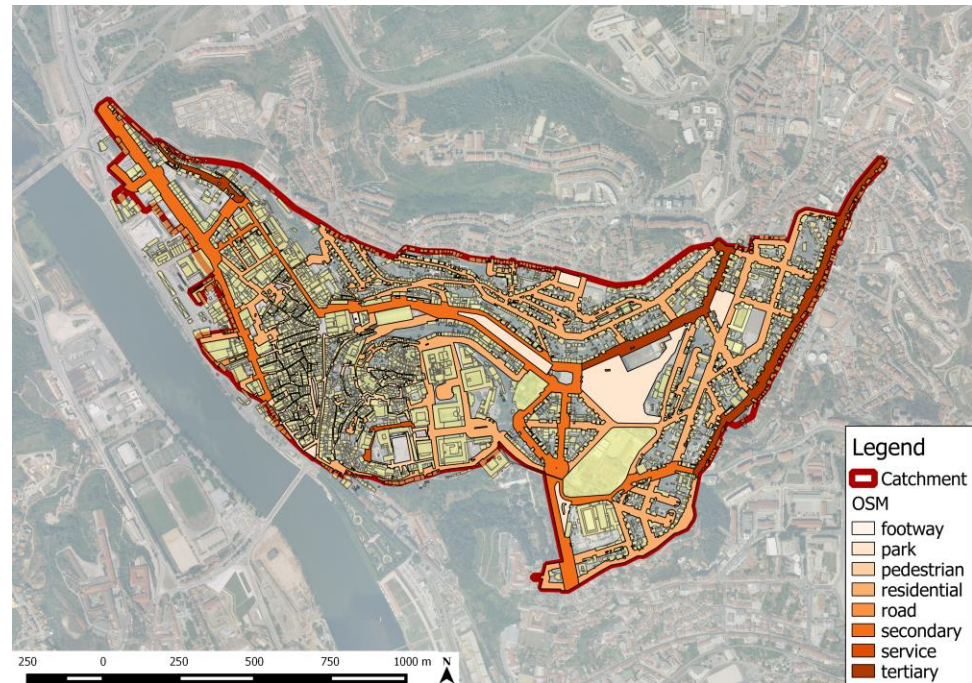 Legend
Catchment
OSM
footway
park
pedestrian
residential
road
secondary
service
tertiary
250 0 250 500 750 1000 m
N